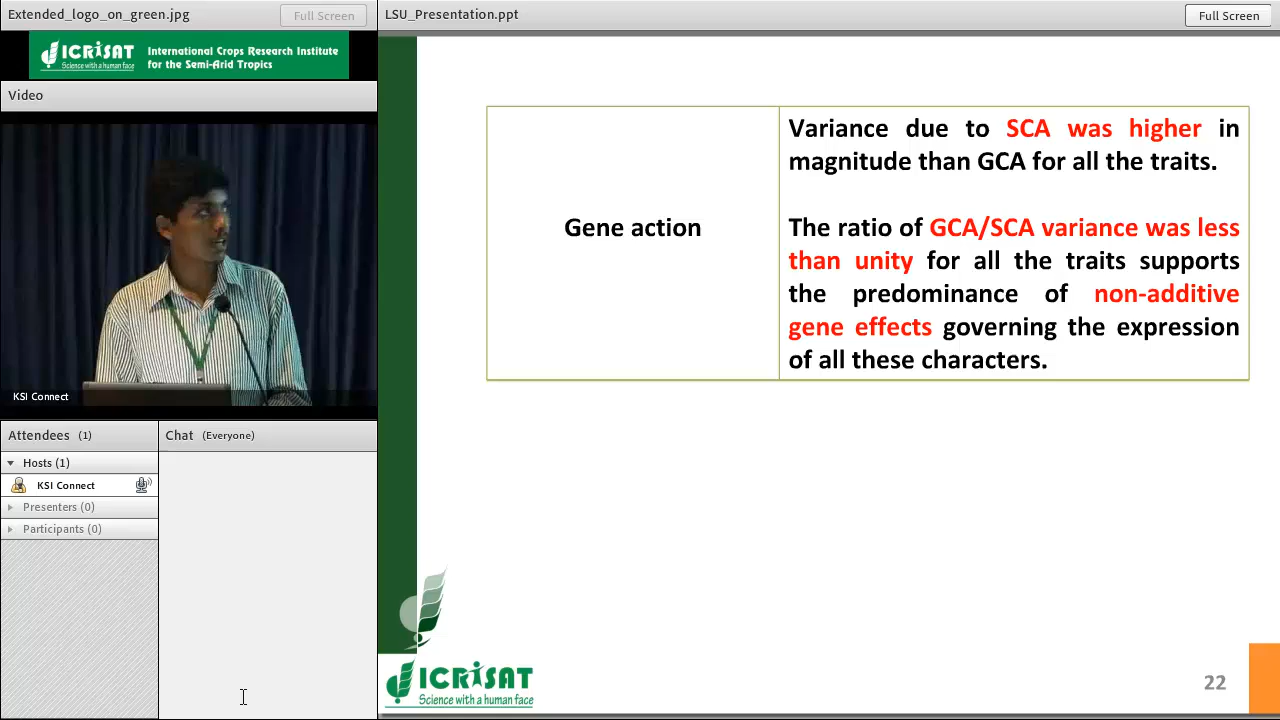 Extended_logo_on_green.jpg
Full Screen
LSU_Presentation.ppt
Full Screen
ICRISAT
Science with a human face
International Crops Research Institute
for the Semi-Arid Tropics
Video
KSI Connect
Attendees (1)
Hosts (1)
KSI Connect
Presenters (0)
Participants (0)
Chat (Everyone)
Gene action
Variance due to SCA was higher in
magnitude than GCA for all the traits.
The ratio of GCA/SCA variance was less
than unity for all the traits supports
the predominance of non-additive
gene effects governing the expression
of all these characters.
ICRISAT
Science with a human face
22